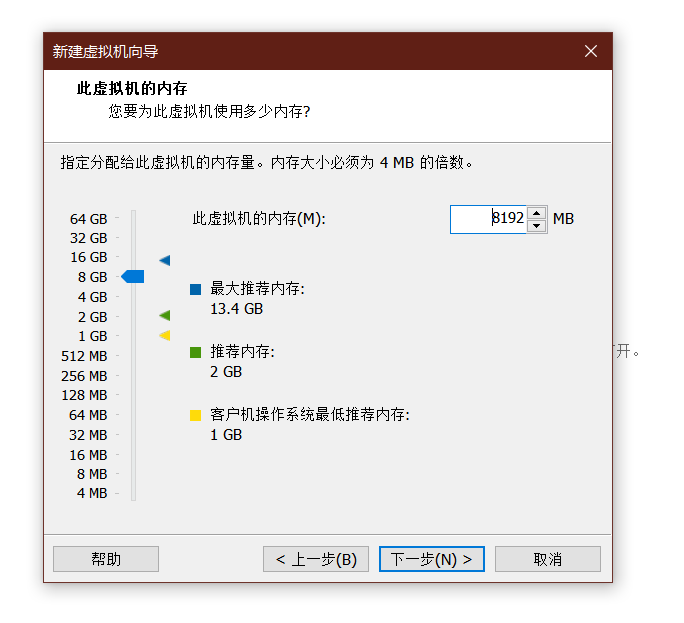 新建虚拟机向导
此虚拟机的内存
您要为此虚拟机使用多少内存?
指定分配给此虚拟机的内存量。内存大小必须为 4 MB 的倍数。
64 GB
32 GB
16 GB
8 GB
4 GB
2 GB
1 GB
512 MB
256 MB
128 MB
64 MB
32 MB
16 MB
8 MB
4 MB
此虚拟机的内存(M): 8192 MB
最大推荐内存:
13.4 GB
推荐内存:
2 GB
客户机操作系统最低推荐内存:
1 GB
开。
帮助 < 上一步(B) 下一步(N) > 取消